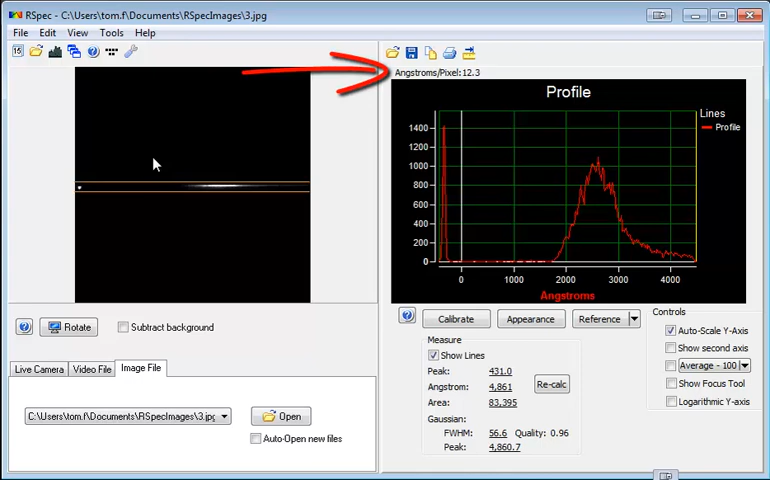 RSpec - C:\Users\tom.f\Documents\RSpecImages\3.jpg
File Edit View Tools Help
15
Angstroms/Pixel:12.3
Profile
Lines
Profile
1400
1200
1000
800
600
400
200
0
0 1000 2000 3000 4000
Angstroms
Rotate
Subtract background
Calibrate
Appearance
Reference
Controls
Auto-Scale Y-Axis
Show second axis
Average - 100
Show Focus Tool
Logarithmic Y-axis
Measure
Show Lines
Peak: 431.0
Angstrom: 4,861
Re-calc
Area: 83,395
Gaussian:
FWHM: 56.6 Quality: 0.96
Peak: 4,860.7
Live Camera Video File Image File
C:\Users\tom.f\Documents\RSpecImages\3.jpg
Open
Auto-Open new files